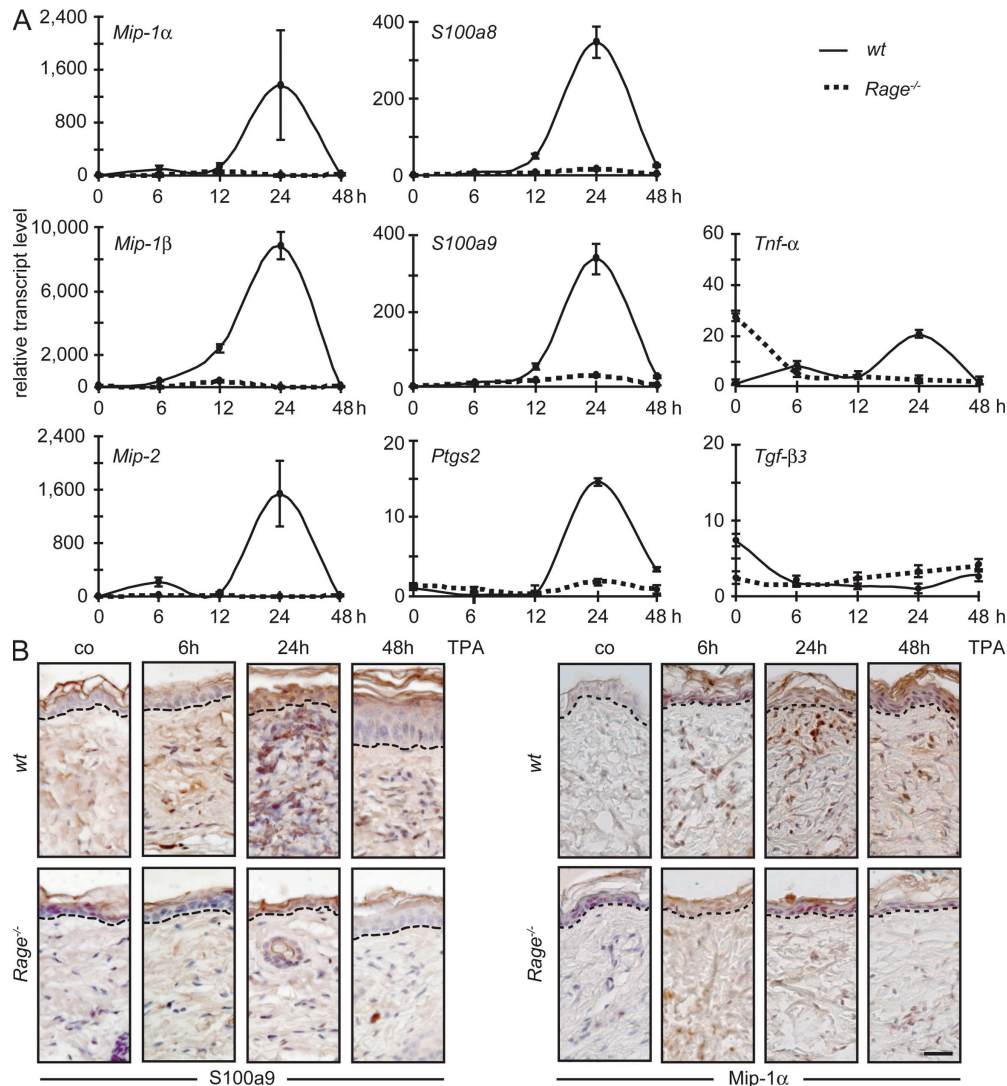 A
Mip-1α
2,400
1,600
800
0
0 6 12 24 48 h
S100a8
400
200
0
0 6 12 24 48 h
wt
Rage-/-
relative transcript level
Mip-1β
10,000
6,000
2,000
0
0 6 12 24 48 h
S100a9
400
200
0
0 6 12 24 48 h
Tnf-α
60
40
20
0
0 6 12 24 48 h
Mip-2
2,400
1,600
800
0
0 6 12 24 48 h
Ptgs2
20
10
0
0 6 12 24 48 h
Tgf-β3
20
10
0
0 6 12 24 48 h
B
co 6h 24h 48h TPA
wt
Rage-/-
S100a9
co 6h 24h 48h TPA
wt
Rage-/-
Mip-1α